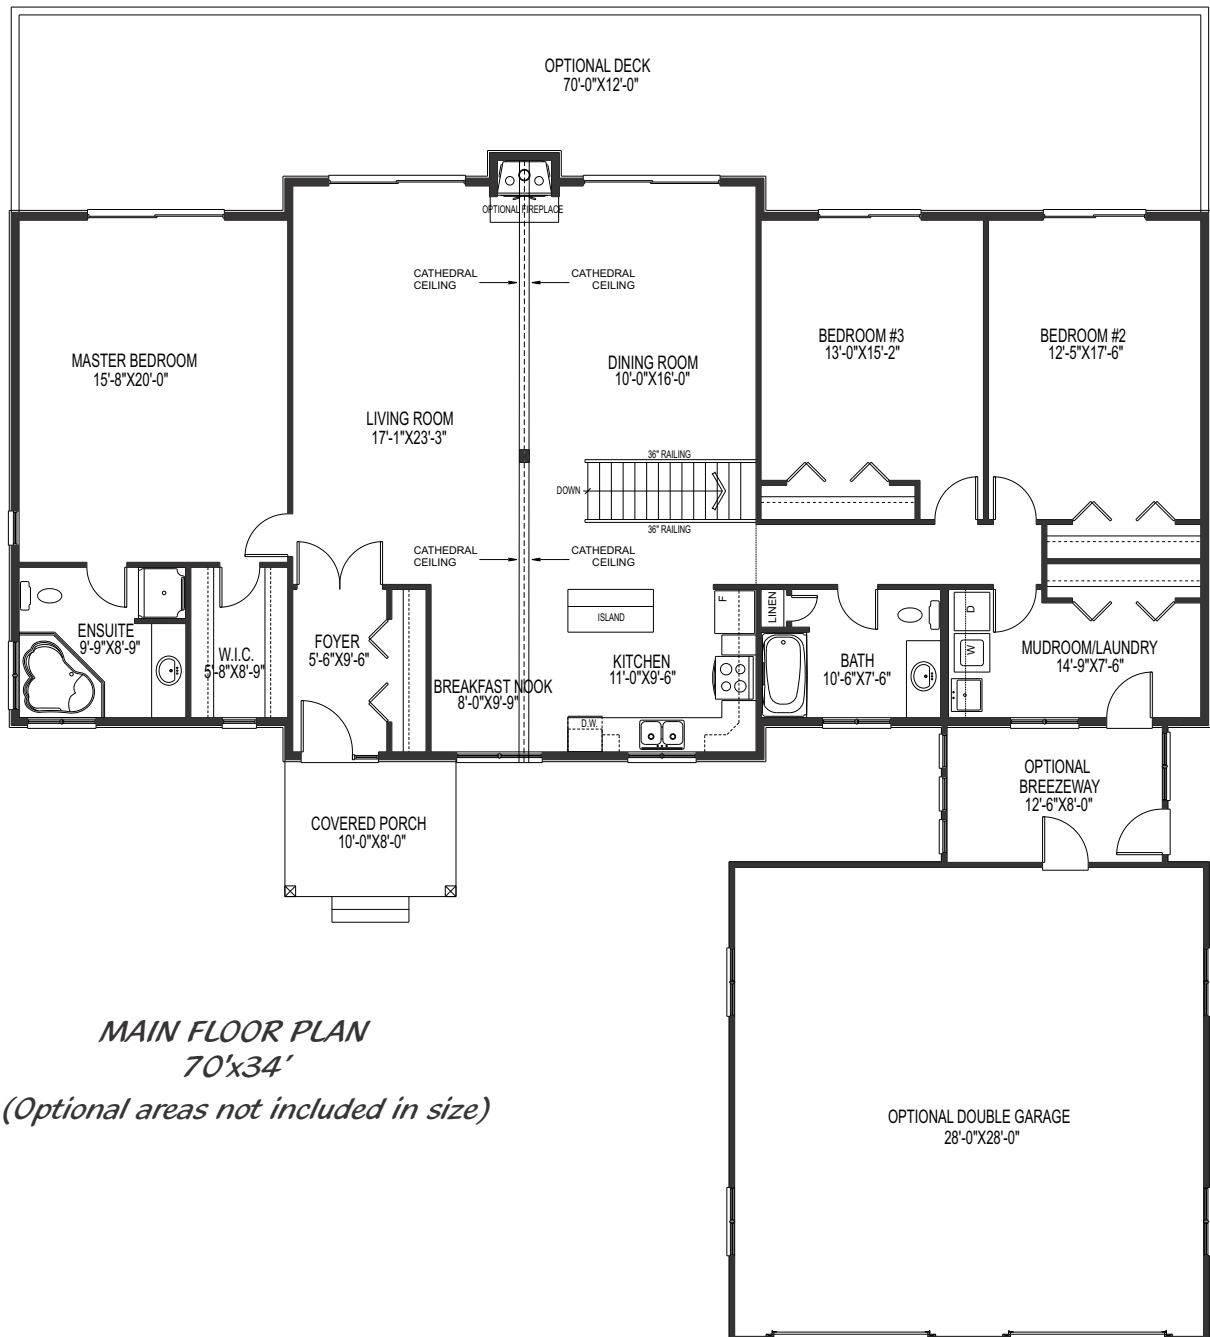 OPTIONAL DECK
70'-0"X12'-0"
OPTIONAL FIREPLACE
CATHEDRAL
CEILING
CATHEDRAL
CEILING
MASTER BEDROOM
15'-8"X20'-0"
LIVING ROOM
17'-1"X23'-3"
DINING ROOM
10'-0"X16'-0"
BEDROOM #3
13'-0"X15'-2"
BEDROOM #2
12'-5"X17'-6"
36" RAILING
DOWN
36" RAILING
CATHEDRAL
CEILING
CATHEDRAL
CEILING
ENSUITE
9'-9"X8'-9"
W.I.C.
5'-8"X8'-9"
FOYER
5'-6"X9'-6"
BREAKFAST NOOK
8'-0"X9'-9"
ISLAND
KITCHEN
11'-0"X9'-6"
F
D.W.
LINEN
BATH
10'-6"X7'-6"
D
W
MUDROOM/LAUNDRY
14'-9"X7'-6"
OPTIONAL
BREEZEWAY
12'-6"X8'-0"
COVERED PORCH
10'-0"X8'-0"
MAIN FLOOR PLAN
70'x34'
(Optional areas not included in size)
OPTIONAL DOUBLE GARAGE
28'-0"X28'-0"